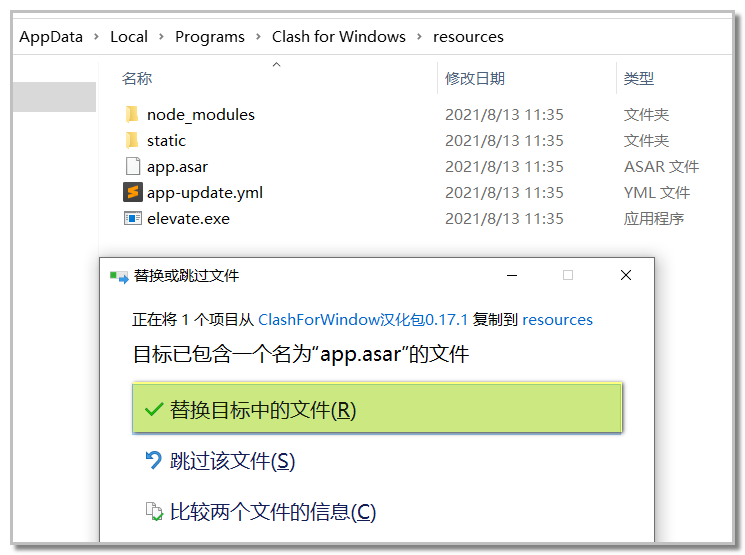 AppData > Local > Programs > Clash for Windows > resources
名称 修改日期 类型
node_modules 2021/8/13 11:35 文件夹
static 2021/8/13 11:35 文件夹
app.asar 2021/8/13 11:35 ASAR 文件
app-update.yml 2021/8/13 11:35 YML 文件
elevate.exe 2021/8/13 11:35 应用程序
替换或跳过文件
正在将 1 个项目从 ClashForWindow汉化包0.17.1 复制到 resources
目标已包含一个名为“app.asar”的文件
替换目标中的文件(R)
跳过该文件(S)
比较两个文件的信息(C)